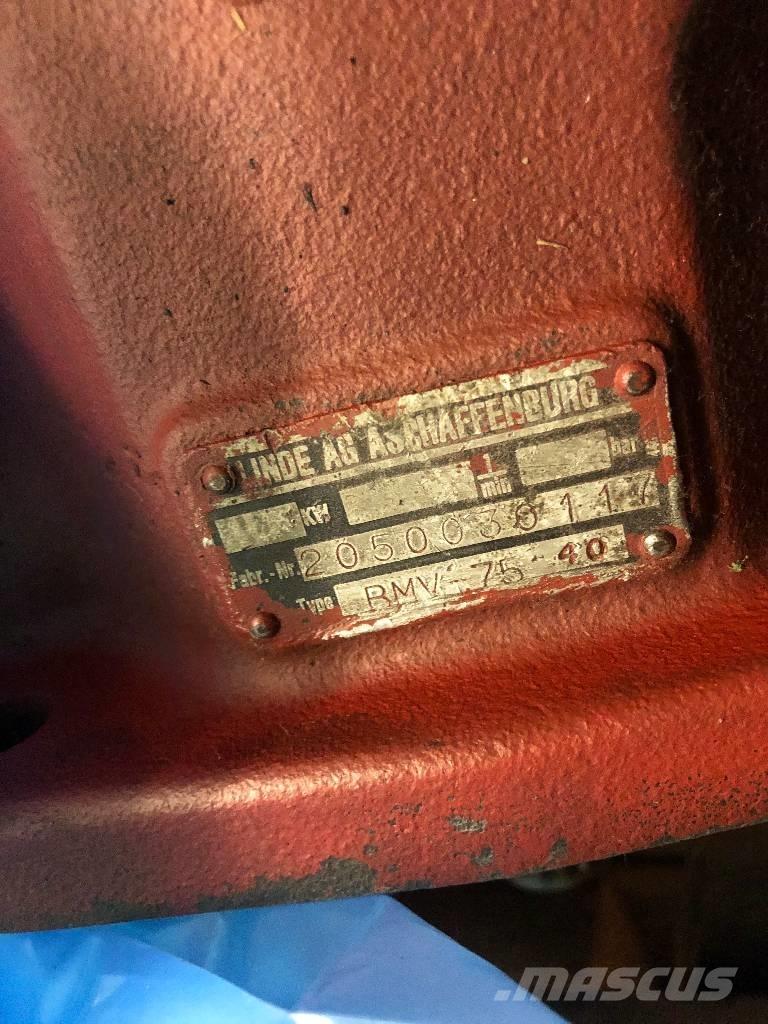 LINDE AG ASCHAFFENBURG
KW 1/min bar
Fabr.-Nr. 2050030117
Type BMV 75 40
.MASCUS